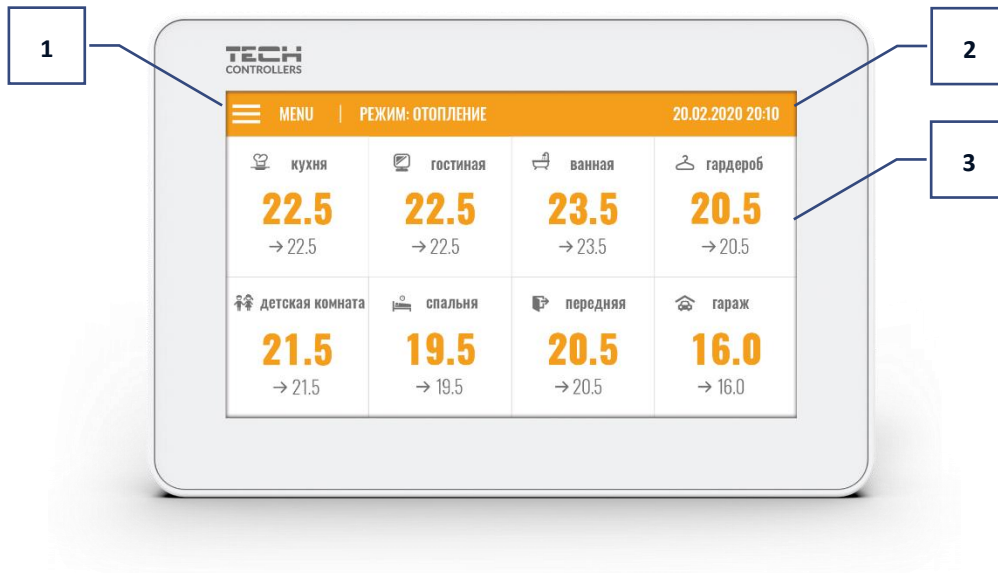 1
2
3
TECH
CONTROLLERS
MENU | РЕЖИМ: ОТОПЛЕНИЕ 20.02.2020 20:10
кухня гостиная ванная гардероб
22.5 22.5 23.5 20.5
→ 22.5 → 22.5 → 23.5 → 20.5
детская комната спальня передняя гараж
21.5 19.5 20.5 16.0
→ 21.5 → 19.5 → 20.5 → 16.0